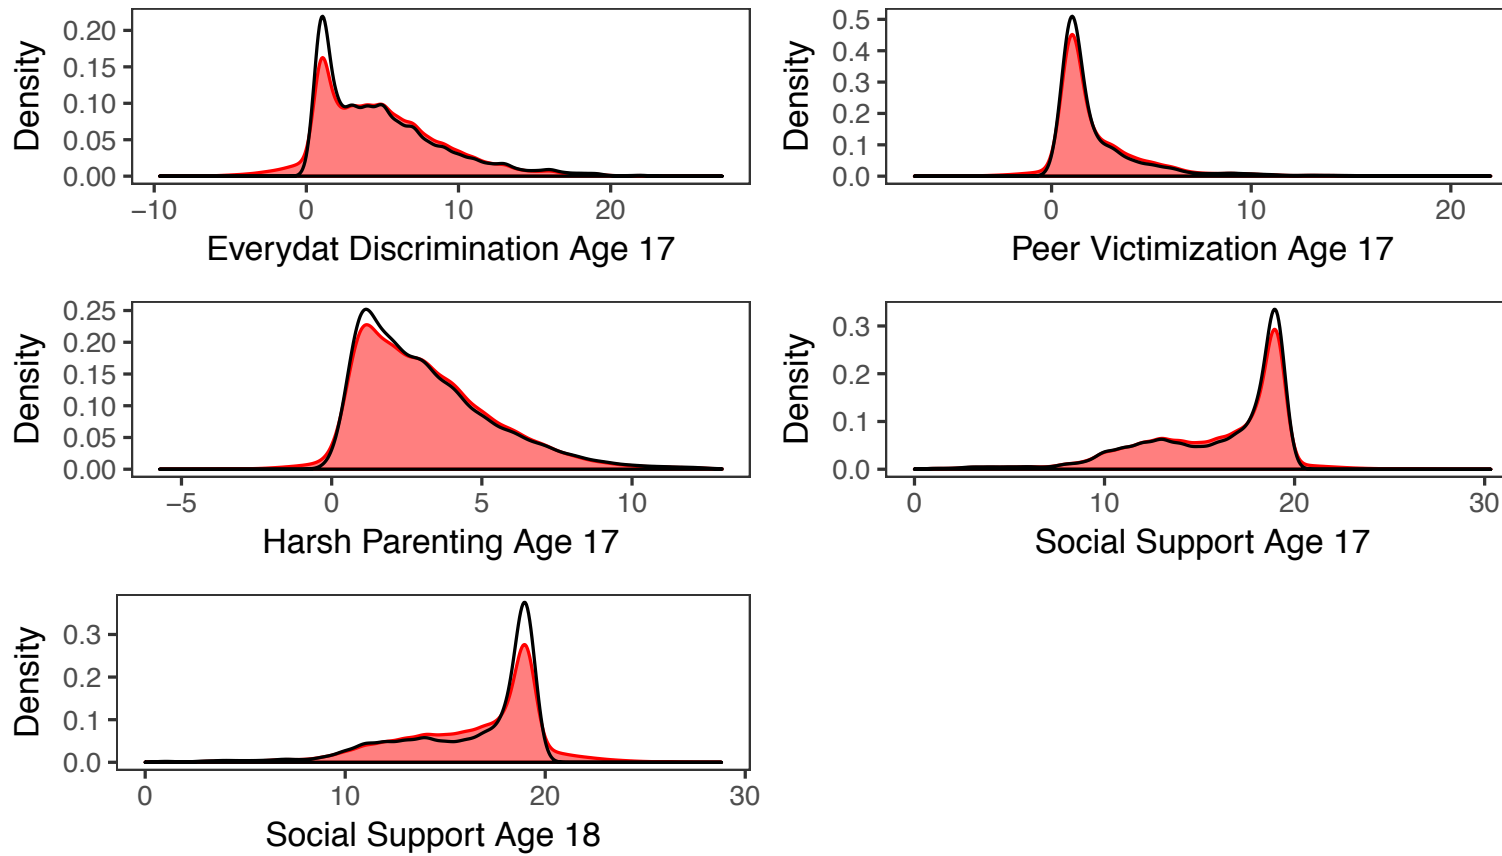 Density
0.20
0.15
0.10
0.05
0.00
−10 0 10 20
Everydat Discrimination Age 17
Density
0.5
0.4
0.3
0.2
0.1
0.0
0 10 20
Peer Victimization Age 17
Density
0.25
0.20
0.15
0.10
0.05
0.00
−5 0 5 10
Harsh Parenting Age 17
Density
0.3
0.2
0.1
0.0
0 10 20 30
Social Support Age 17
Density
0.3
0.2
0.1
0.0
0 10 20 30
Social Support Age 18